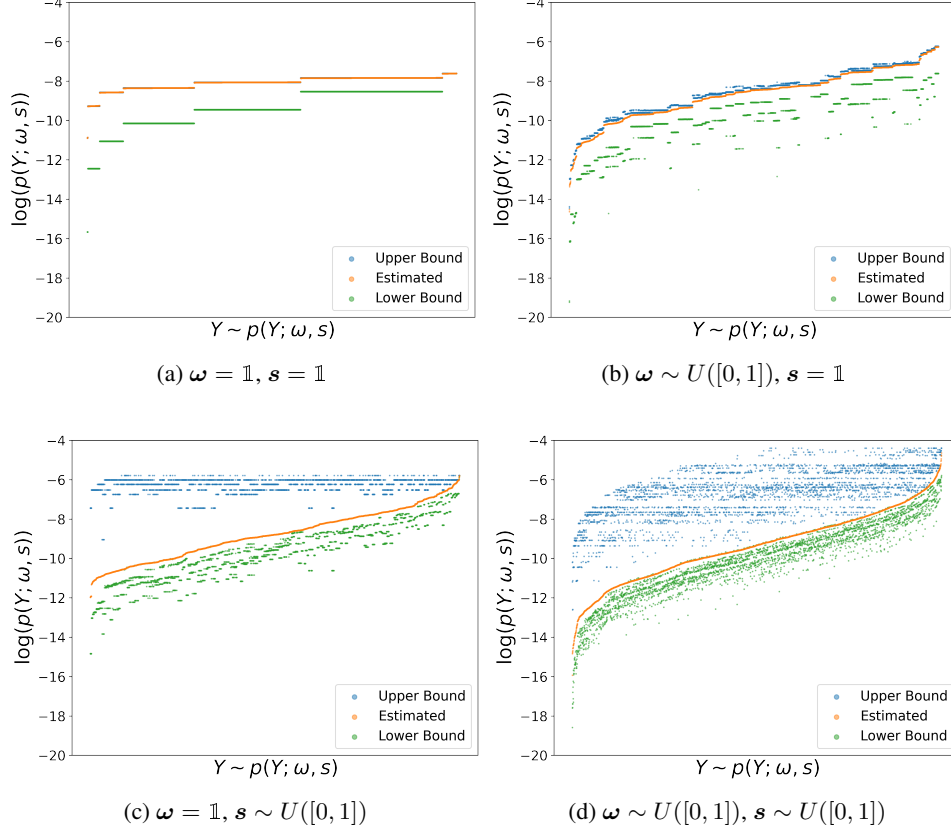 −4
−6
−8
−10
−12
−14
−16
−18
−20
log(p(Y; ω, s))
Upper Bound
Estimated
Lower Bound
Y ~ p(Y; ω, s)
(a) ω = 𝟙, s = 𝟙
−4
−6
−8
−10
−12
−14
−16
−18
−20
log(p(Y; ω, s))
Upper Bound
Estimated
Lower Bound
Y ~ p(Y; ω, s)
(b) ω ∼ U([0, 1]), s = 𝟙
−4
−6
−8
−10
−12
−14
−16
−18
−20
log(p(Y; ω, s))
Upper Bound
Estimated
Lower Bound
Y ~ p(Y; ω, s)
(c) ω = 𝟙, s ∼ U([0, 1])
−4
−6
−8
−10
−12
−14
−16
−18
−20
log(p(Y; ω, s))
Upper Bound
Estimated
Lower Bound
Y ~ p(Y; ω, s)
(d) ω ∼ U([0, 1]), s ∼ U([0, 1])